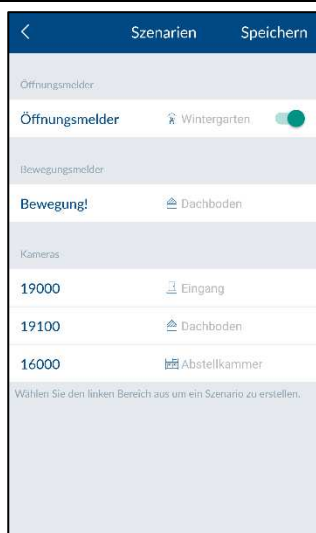 Szenarien Speichern
Öffnungsmelder
Öffnungsmelder Wintergarten
Bewegungsmelder
Bewegung! Dachboden
Kameras
19000 Eingang
19100 Dachboden
16000 Abstellkammer
Wählen Sie den linken Bereich aus um ein Szenario zu erstellen.